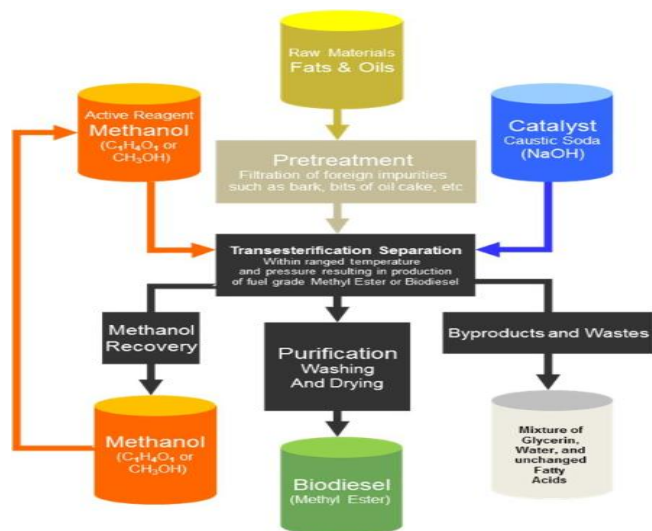 Raw Materials
Fats & Oils
Active Reagent
Methanol
(C₁H₄O₁ or
CH₃OH)
Catalyst
Caustic Soda
(NaOH)
Pretreatment
Filtration of foreign impurities
such as bark, bits of oil cake, etc
Transesterification Separation
Within ranged temperature
and pressure resulting in production
of fuel grade Methyl Ester or Biodiesel
Methanol
Recovery
Purification
Washing
And Drying
Byproducts and Wastes
Methanol
(C₁H₄O₁ or
CH₃OH)
Biodiesel
(Methyl Ester)
Mixture of
Glycerin,
Water, and
unchanged
Fatty
Acids